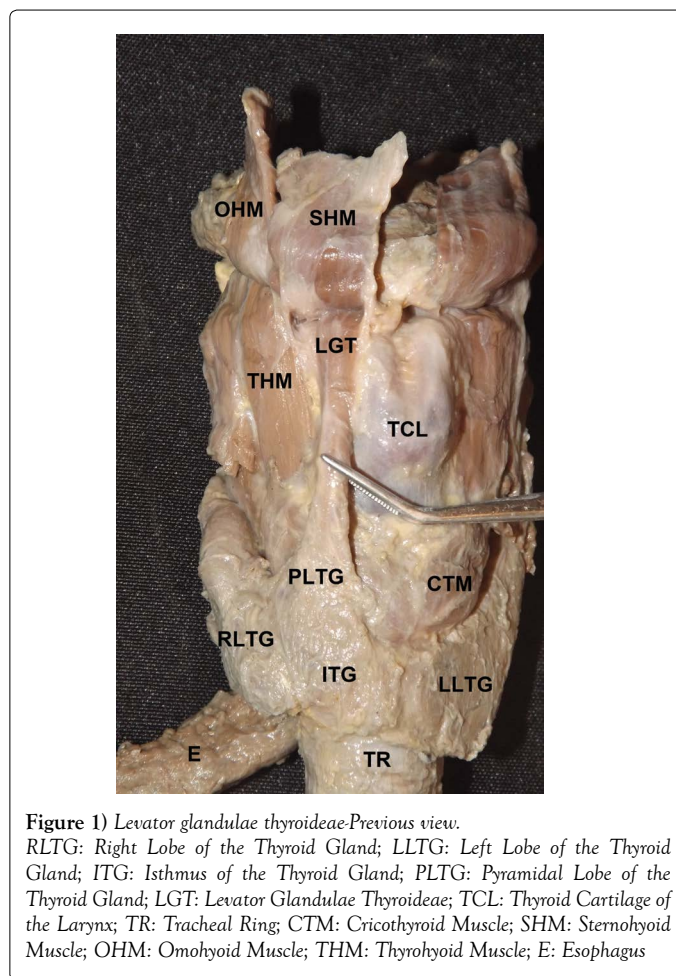 OHM SHM
LGT
THM
TCL
PLTG CTM
RLTG
ITG LLTG
E TR
Figure 1) Levator glandulae thyroideae-Previous view.
RLTG: Right Lobe of the Thyroid Gland; LLTG: Left Lobe of the Thyroid
Gland; ITG: Isthmus of the Thyroid Gland; PLTG: Pyramidal Lobe of the
Thyroid Gland; LGT: Levator Glandulae Thyroideae; TCL: Thyroid Cartilage of
the Larynx; TR: Tracheal Ring; CTM: Cricothyroid Muscle; SHM: Sternohyoid
Muscle; OHM: Omohyoid Muscle; THM: Thyrohyoid Muscle; E: Esophagus